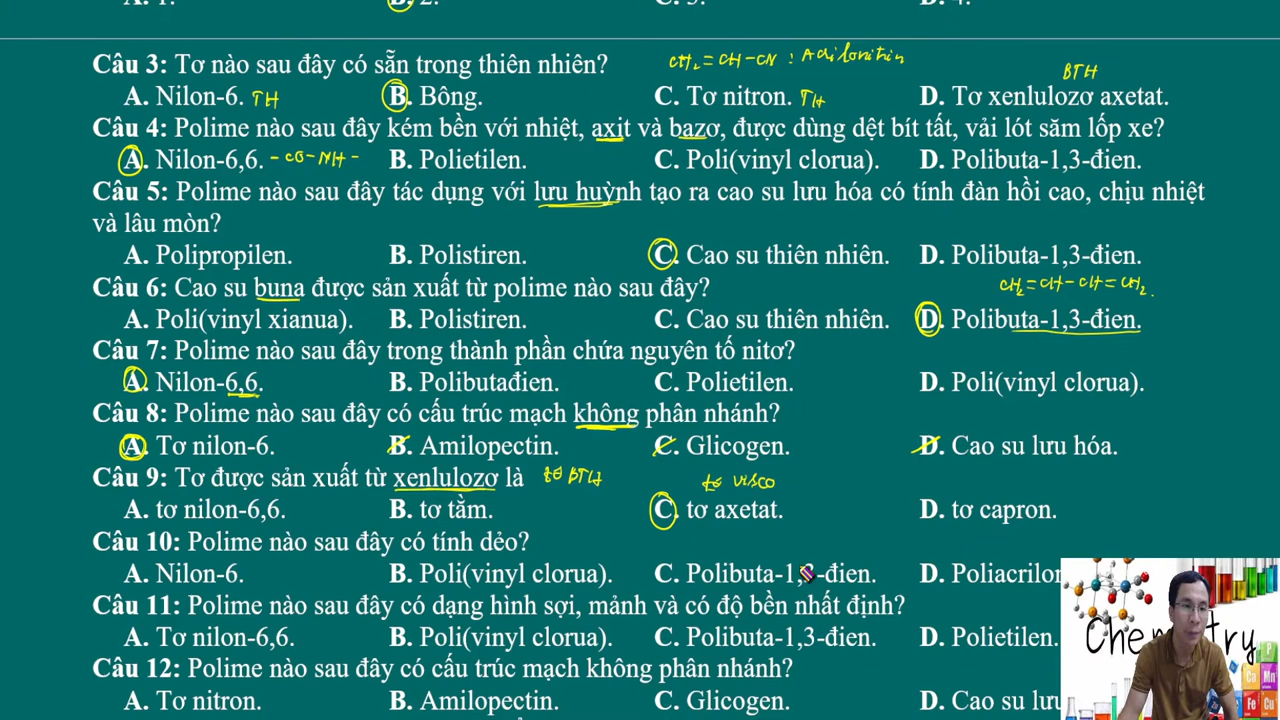 A. 1. B. 2. C. 3. D. 4.
CH₂=CH-CN : Acrilonitrin
Câu 3: Tơ nào sau đây có sẵn trong thiên nhiên?
BTH
A. Nilon-6. TH B. Bông. C. Tơ nitron. TH D. Tơ xenlulozơ axetat.
Câu 4: Polime nào sau đây kém bền với nhiệt, axit và bazơ, được dùng dệt bít tất, vải lót săm lốp xe?
A. Nilon-6,6. -CO-NH- B. Polietilen. C. Poli(vinyl clorua). D. Polibuta-1,3-đien.
Câu 5: Polime nào sau đây tác dụng với lưu huỳnh tạo ra cao su lưu hóa có tính đàn hồi cao, chịu nhiệt
và lâu mòn?
A. Polipropilen. B. Polistiren. C. Cao su thiên nhiên. D. Polibuta-1,3-đien.
Câu 6: Cao su buna được sản xuất từ polime nào sau đây?
CH₂=CH-CH=CH₂.
A. Poli(vinyl xianua). B. Polistiren. C. Cao su thiên nhiên. D. Polibuta-1,3-đien.
Câu 7: Polime nào sau đây trong thành phần chứa nguyên tố nitơ?
A. Nilon-6,6. B. Polibutađien. C. Polietilen. D. Poli(vinyl clorua).
Câu 8: Polime nào sau đây có cấu trúc mạch không phân nhánh?
A. Tơ nilon-6. B. Amilopectin. C. Glicogen. D. Cao su lưu hóa.
Câu 9: Tơ được sản xuất từ xenlulozơ là tơ BTH
tơ visco
A. tơ nilon-6,6. B. tơ tằm. C. tơ axetat. D. tơ capron.
Câu 10: Polime nào sau đây có tính dẻo?
A. Nilon-6. B. Poli(vinyl clorua). C. Polibuta-1,3-đien. D. Poliacrilon
Câu 11: Polime nào sau đây có dạng hình sợi, mảnh và có độ bền nhất định?
A. Tơ nilon-6,6. B. Poli(vinyl clorua). C. Polibuta-1,3-đien. D. Polietilen.
Chemistry
Câu 12: Polime nào sau đây có cấu trúc mạch không phân nhánh?
A. Tơ nitron. B. Amilopectin. C. Glicogen. D. Cao su lưu
P
Ca Mn
Fe